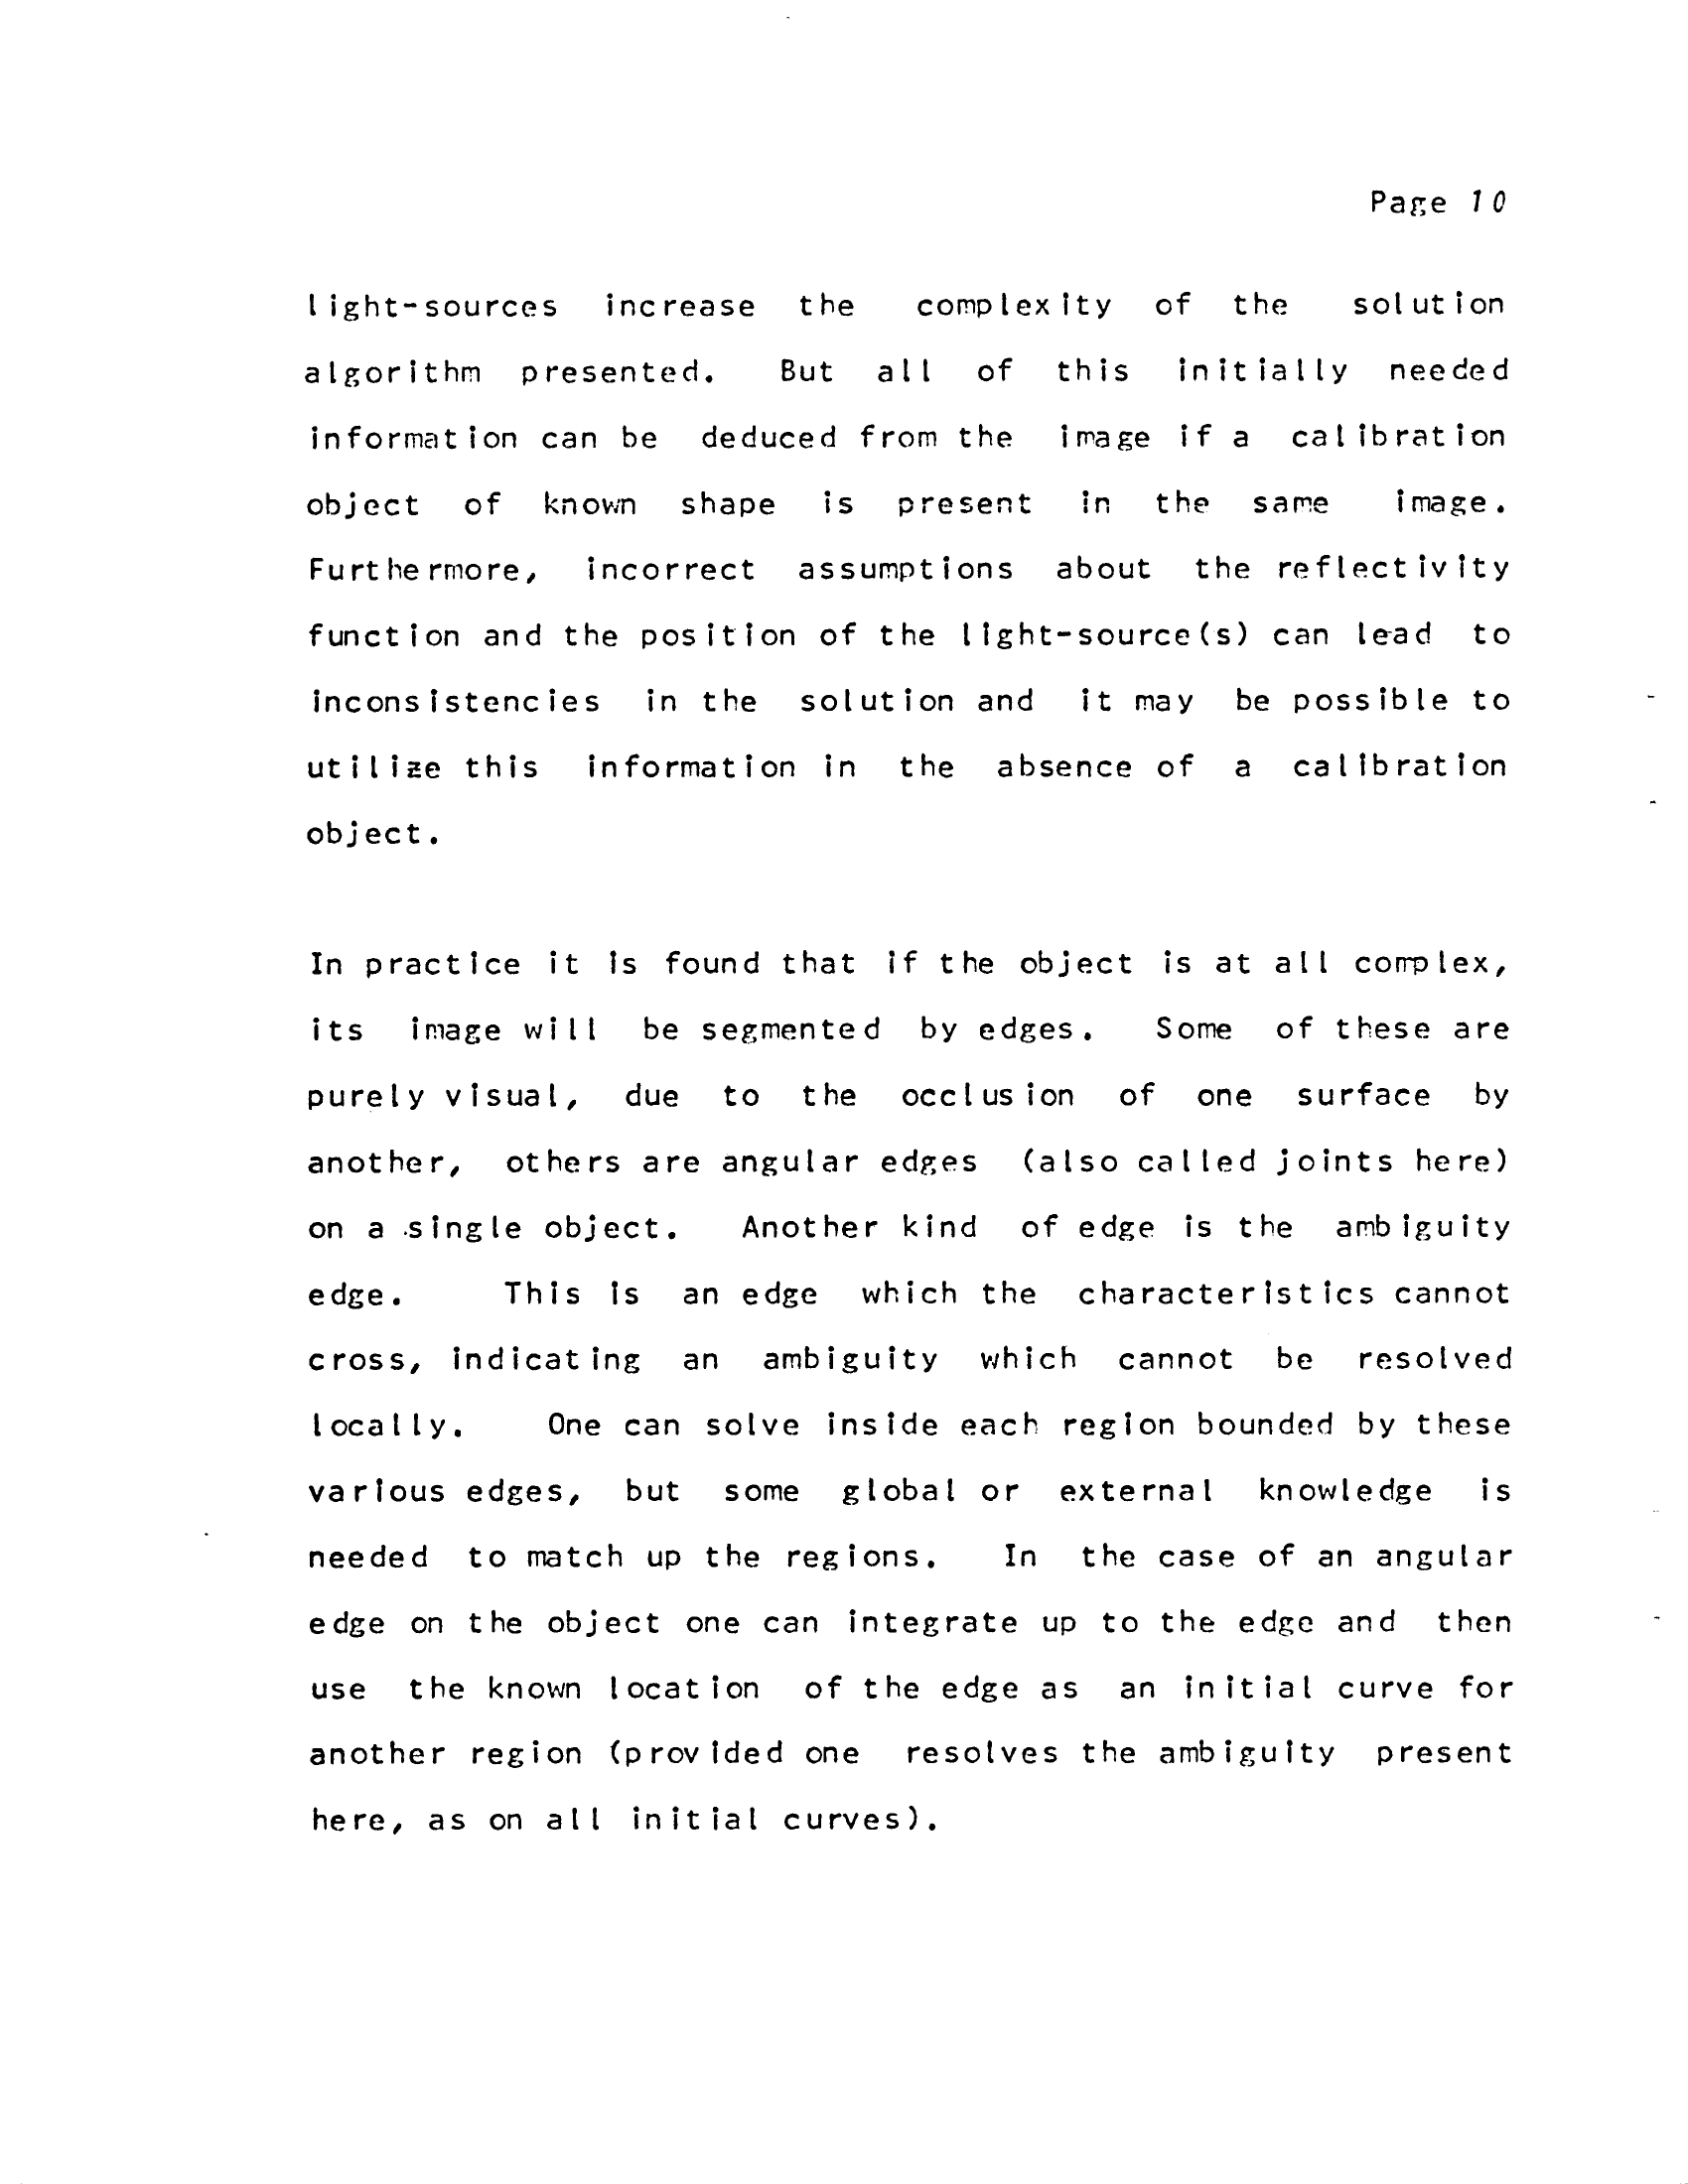 Page 10
light-sources increase the complexity of the solution
algorithm presented. But all of this initially needed
information can be deduced from the image if a calibration
object of known shape is present in the same image.
Furthermore, incorrect assumptions about the reflectivity
function and the position of the light-source(s) can lead to
inconsistencies in the solution and it may be possible to
utilize this information in the absence of a calibration
object.
In practice it is found that if the object is at all complex,
its image will be segmented by edges. Some of these are
purely visual, due to the occlusion of one surface by
another, others are angular edges (also called joints here)
on a single object. Another kind of edge is the ambiguity
edge. This is an edge which the characteristics cannot
cross, indicating an ambiguity which cannot be resolved
locally. One can solve inside each region bounded by these
various edges, but some global or external knowledge is
needed to match up the regions. In the case of an angular
edge on the object one can integrate up to the edge and then
use the known location of the edge as an initial curve for
another region (provided one resolves the ambiguity present
here, as on all initial curves).